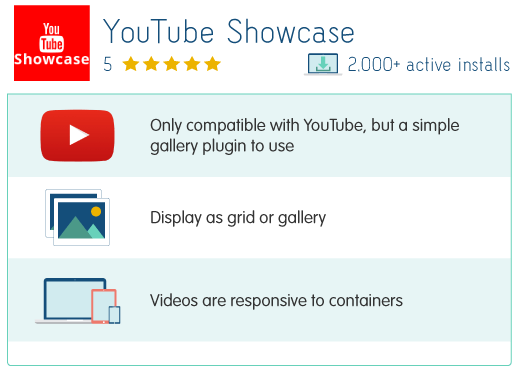 You
Tube
Showcase
YouTube Showcase
5
2,000+ active installs
Only compatible with YouTube, but a simple
gallery plugin to use
Display as grid or gallery
Videos are responsive to containers